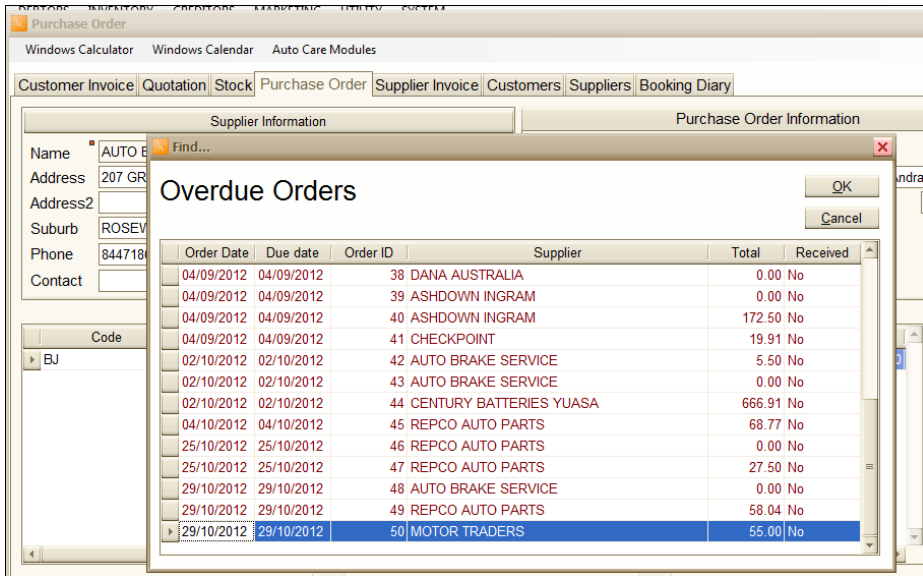 DEBTORS INVENTORY CREDITORS MARKETING UTILITY SYSTEM
Purchase Order
Windows Calculator Windows Calendar Auto Care Modules
Customer Invoice Quotation Stock Purchase Order Supplier Invoice Customers Suppliers Booking Diary
Supplier Information Purchase Order Information
Name AUTO
Address 207 GR
Address2
Suburb ROSEW
Phone 844718
Contact
Code
BJ
Find...
Overdue Orders
OK
Cancel
Order Date Due date Order ID Supplier Total Received
04/09/2012 04/09/2012 38 DANA AUSTRALIA 0.00 No
04/09/2012 04/09/2012 39 ASHDOWN INGRAM 0.00 No
04/09/2012 04/09/2012 40 ASHDOWN INGRAM 172.50 No
04/09/2012 04/09/2012 41 CHECKPOINT 19.91 No
02/10/2012 02/10/2012 42 AUTO BRAKE SERVICE 5.50 No
02/10/2012 02/10/2012 43 AUTO BRAKE SERVICE 0.00 No
02/10/2012 02/10/2012 44 CENTURY BATTERIES YUASA 666.91 No
04/10/2012 04/10/2012 45 REPCO AUTO PARTS 68.77 No
25/10/2012 25/10/2012 46 REPCO AUTO PARTS 0.00 No
25/10/2012 25/10/2012 47 REPCO AUTO PARTS 27.50 No
29/10/2012 29/10/2012 48 AUTO BRAKE SERVICE 0.00 No
29/10/2012 29/10/2012 49 REPCO AUTO PARTS 58.04 No
29/10/2012 29/10/2012 50 MOTOR TRADERS 55.00 No